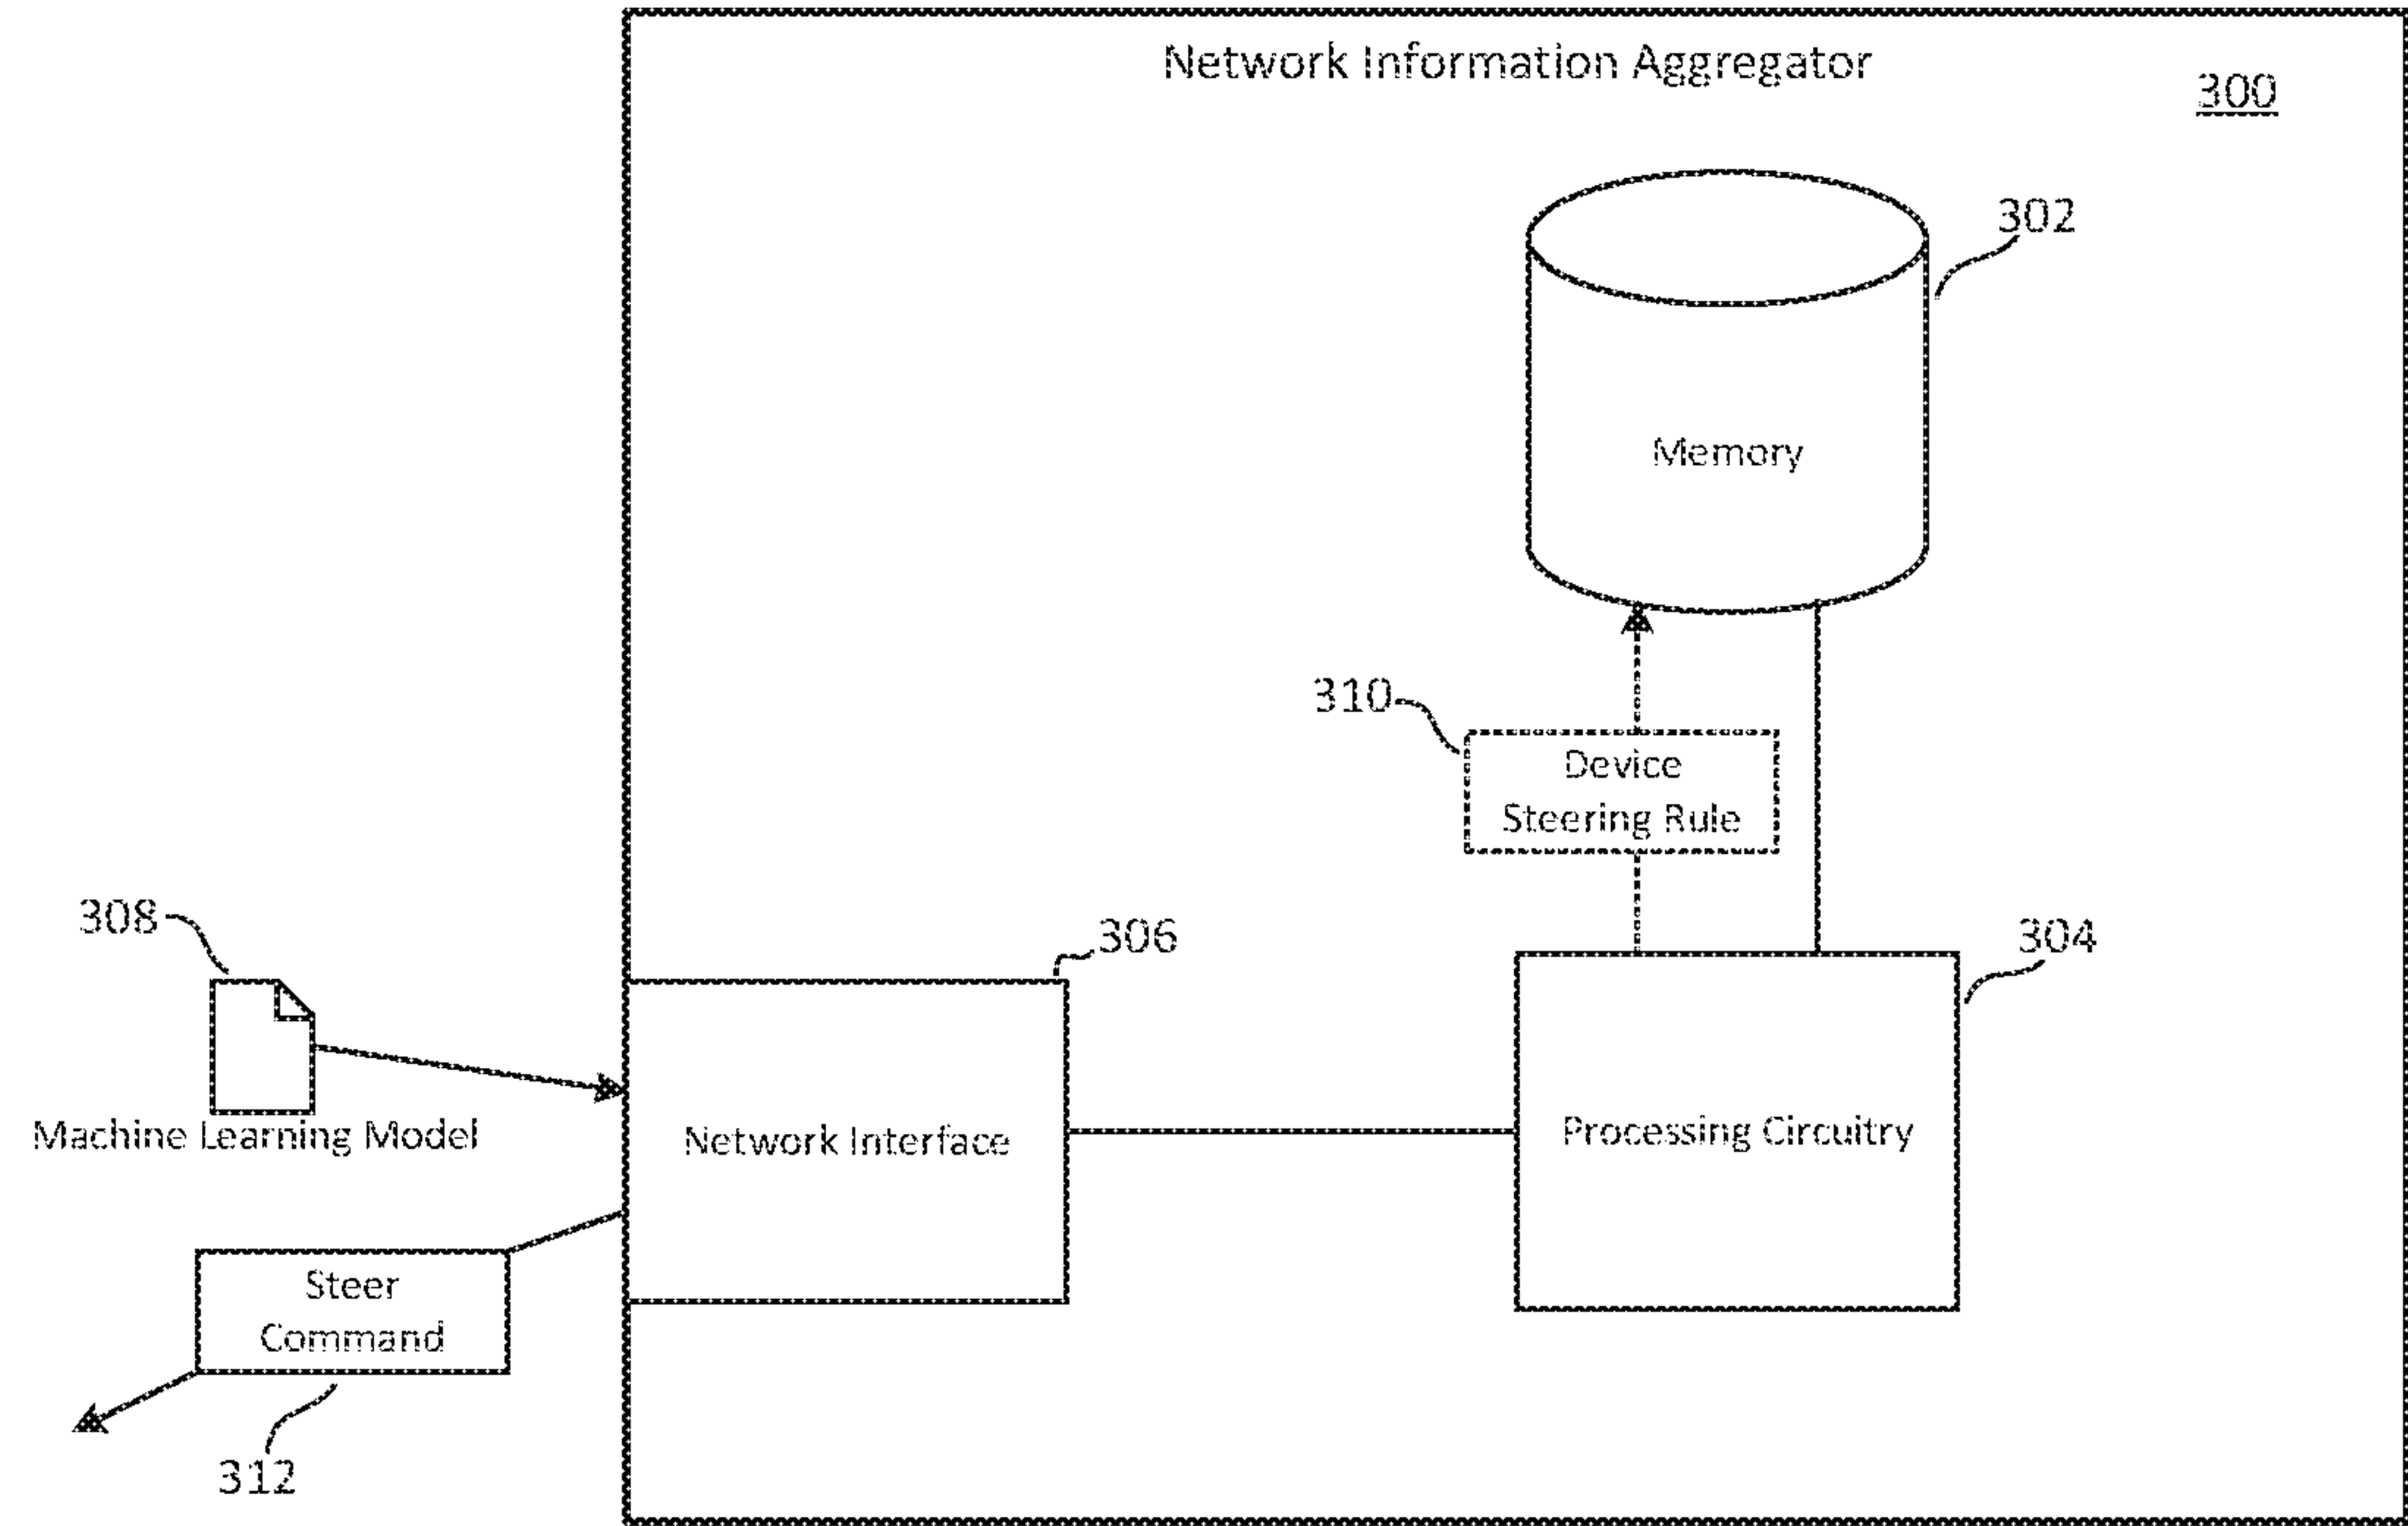 Network Information Aggregator
300
302
Memory
310
Device
Steering Rule
308
306
304
Machine Learning Model
Network Interface
Processing Circuitry
Steer
Command
312